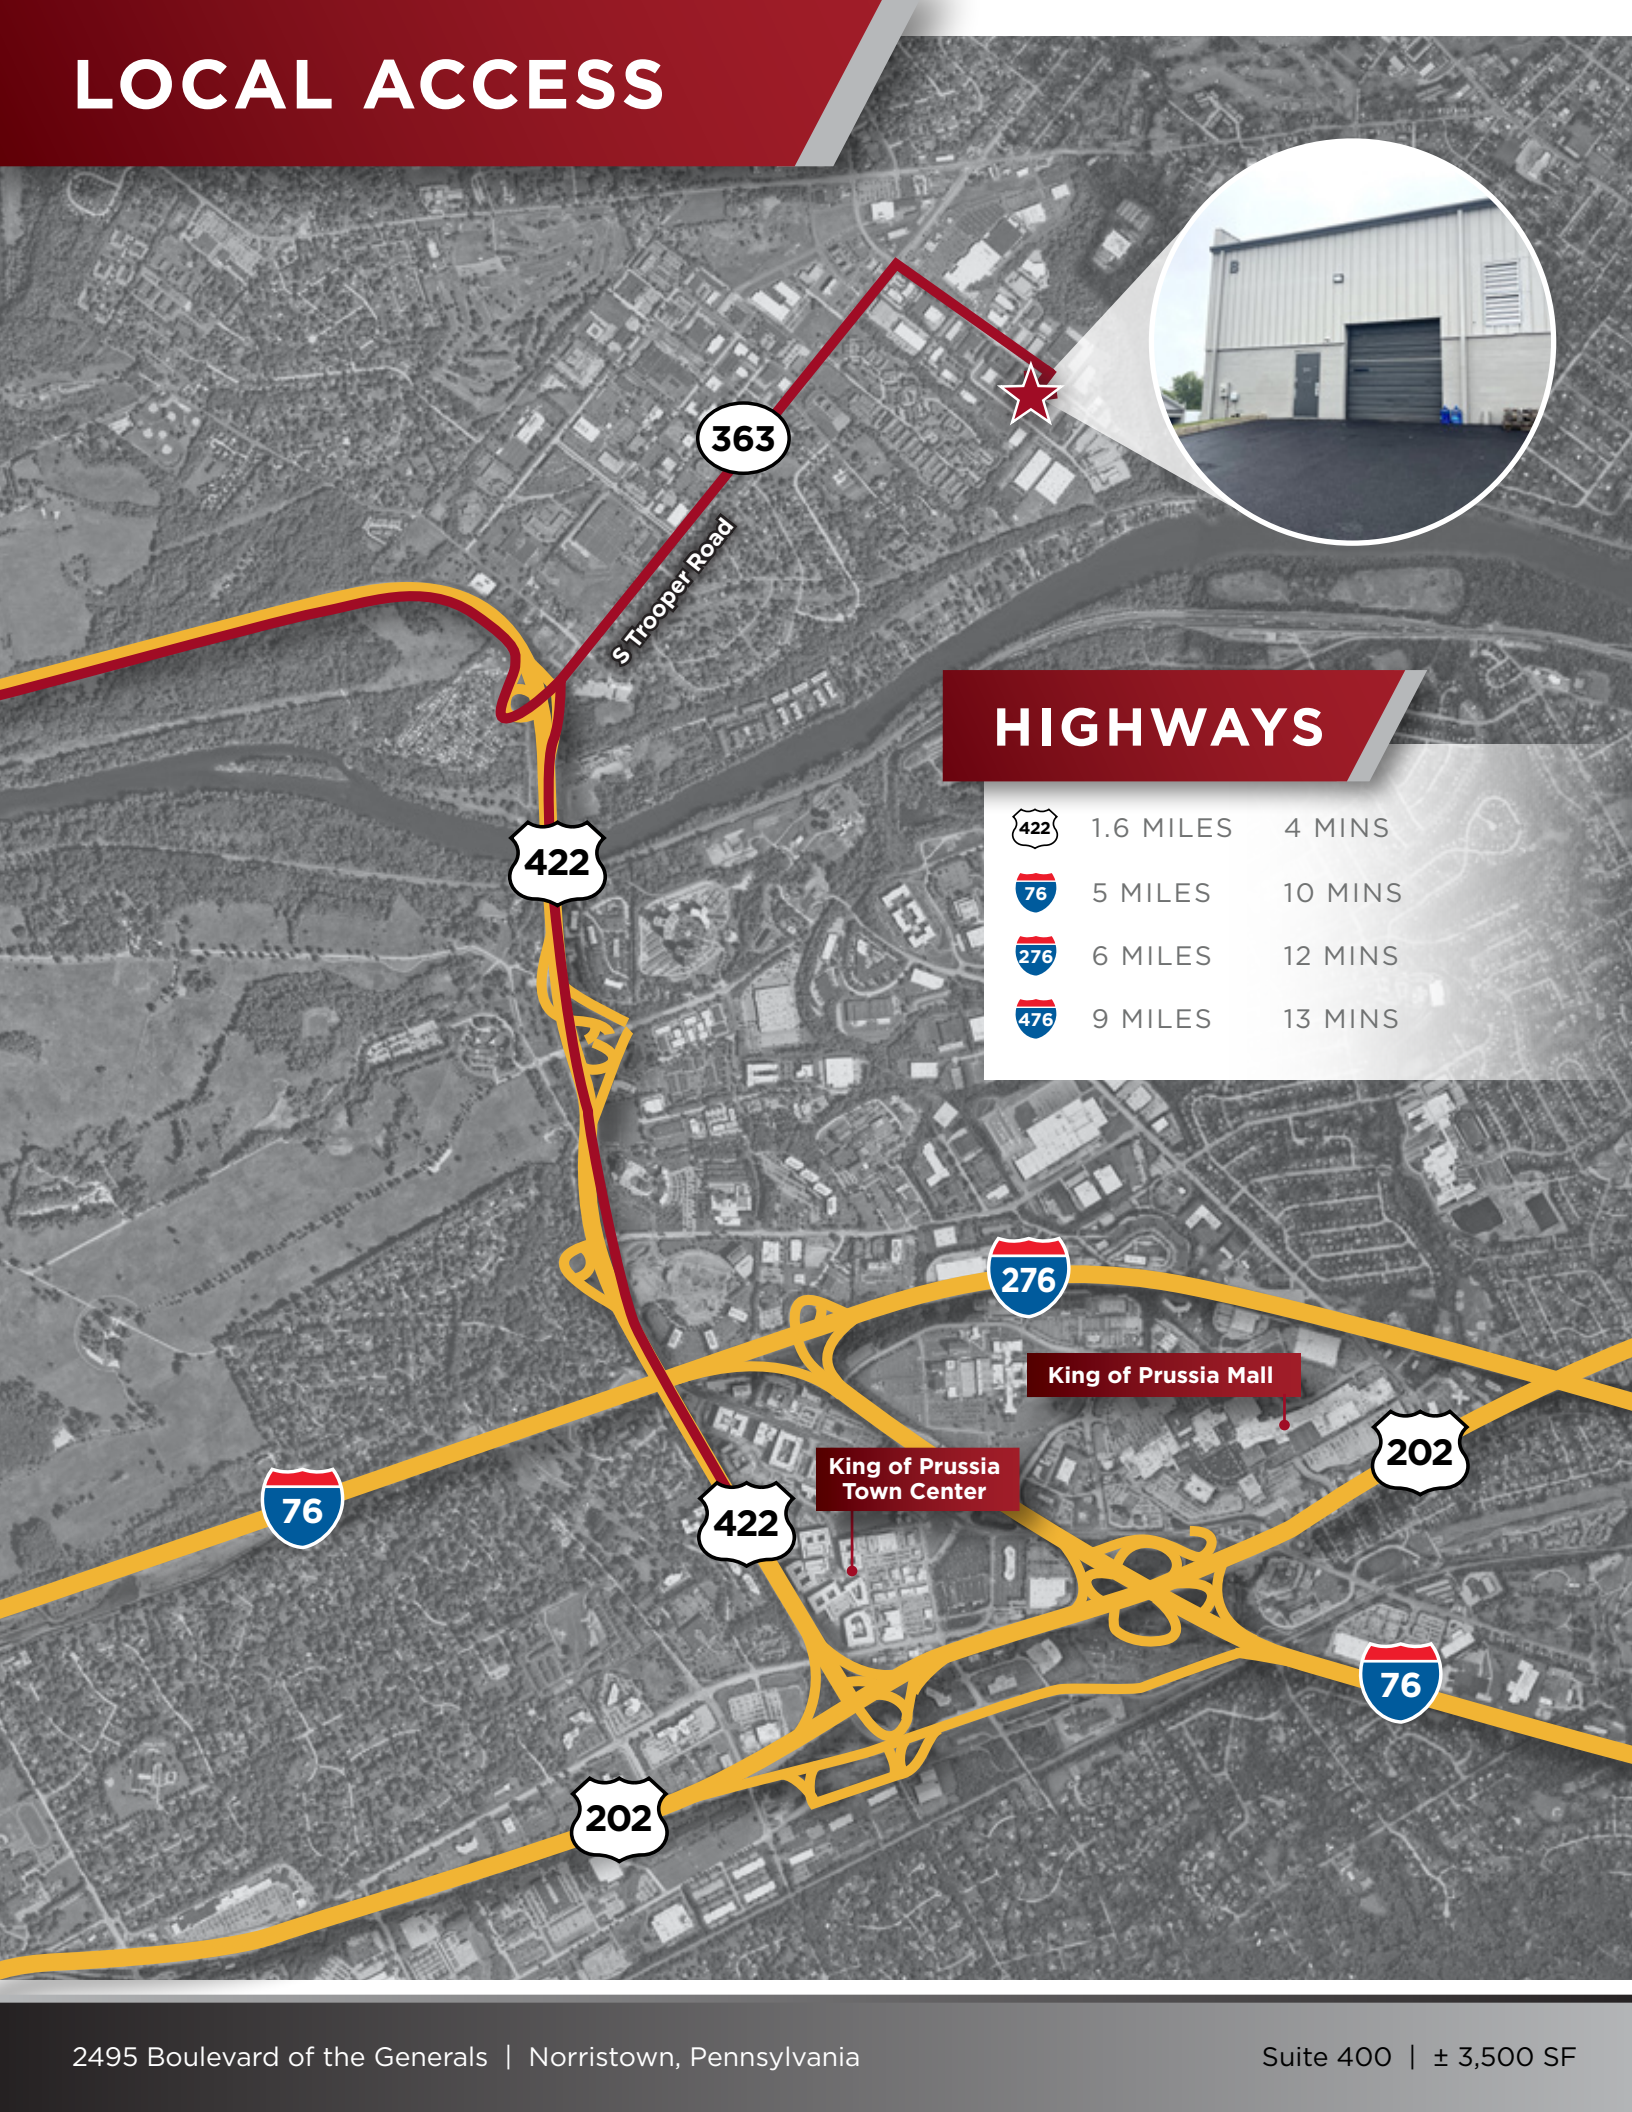 LOCAL ACCESS
363
S Trooper Road
HIGHWAYS
422 1.6 MILES 4 MINS
76 5 MILES 10 MINS
276 6 MILES 12 MINS
476 9 MILES 13 MINS
422
276
King of Prussia Mall
202
King of Prussia
Town Center
76
422
76
202
2495 Boulevard of the Generals | Norristown, Pennsylvania
Suite 400 | ± 3,500 SF